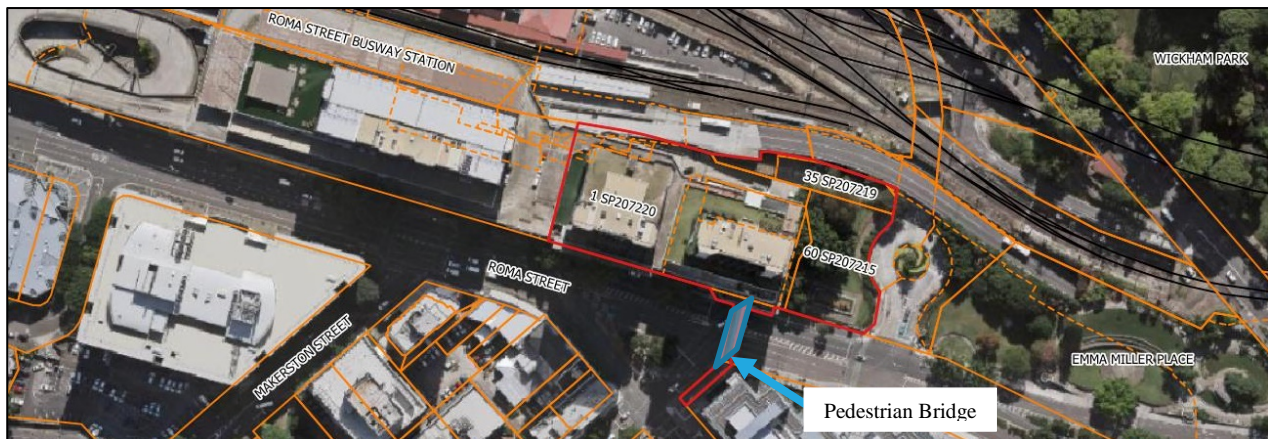 ROMA STREET BUSWAY STATION
WICKHAM PARK
35 SP207219
1 SP207220
60 SP207215
ROMA STREET
MAKERSTON STREET
EMMA MILLER PLACE
Pedestrian Bridge